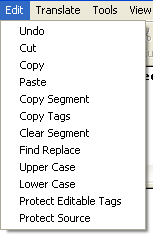 Edit Translate Tools View
Undo
Cut
Copy
Paste
Copy Segment
Copy Tags
Clear Segment
Find Replace
Upper Case
Lower Case
Protect Editable Tags
Protect Source